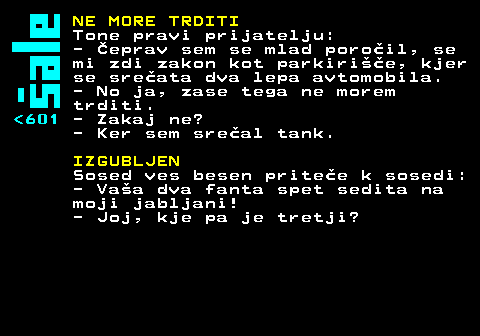 Šale
<601
NE MORE TRDITI
Tone pravi prijatelju:
- Čeprav sem se mlad poročil, se
mi zdi zakon kot parkirišče, kjer
se srečata dva lepa avtomobila.
- No ja, zase tega ne morem
trditi.
- Zakaj ne?
- Ker sem srečal tank.
IZGUBLJEN
Sosed ves besen priteče k sosedi:
- Vaša dva fanta spet sedita na
moji jabljani!
- Joj, kje pa je tretji?